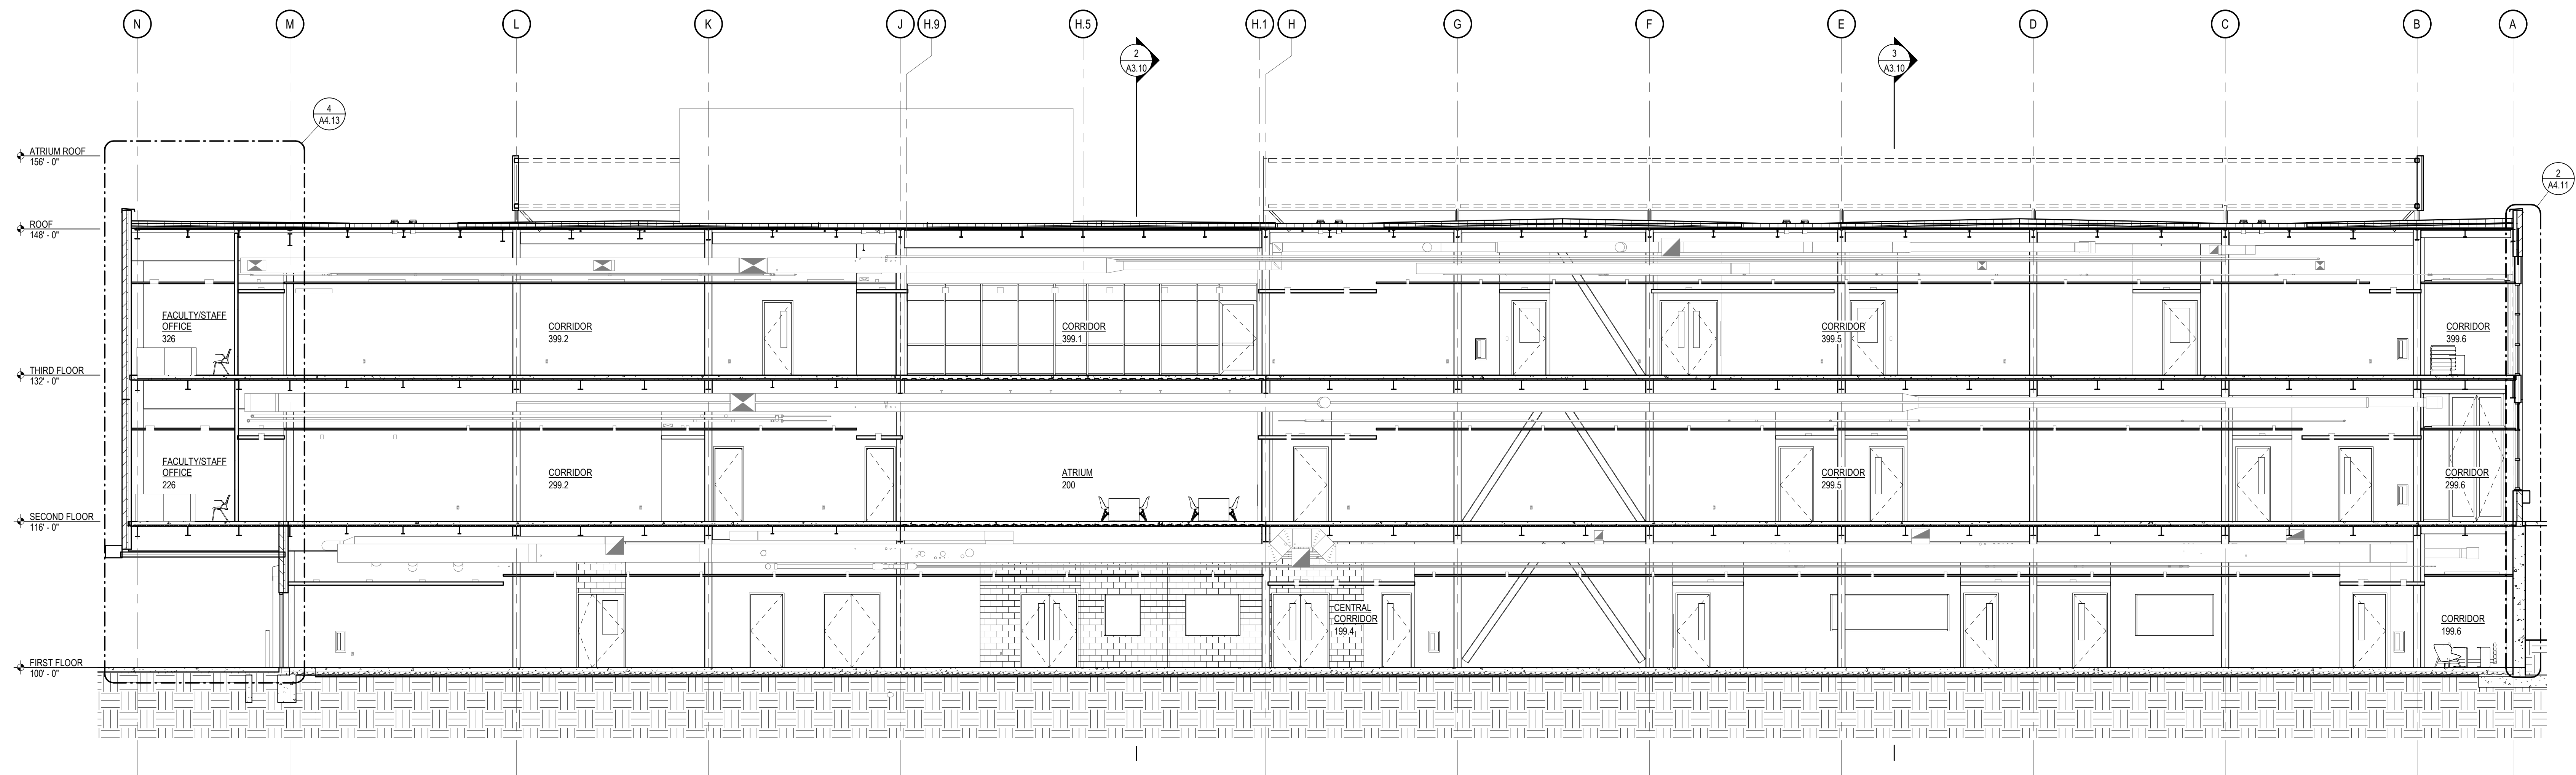 N
M
L
K
J
H.9
H.5
H.1
H
G
F
E
D
C
B
A
2
A3.10
3
A3.10
4
A4.13
2
A4.11
ATRIUM ROOF
156' - 0"
ROOF
148' - 0"
FACULTY/STAFF
OFFICE
326
CORRIDOR
399.2
CORRIDOR
399.1
CORRIDOR
399.5
CORRIDOR
399.6
THIRD FLOOR
132' - 0"
FACULTY/STAFF
OFFICE
226
CORRIDOR
299.2
ATRIUM
200
CORRIDOR
299.5
CORRIDOR
299.6
SECOND FLOOR
116' - 0"
CENTRAL
CORRIDOR
199.4
CORRIDOR
199.6
FIRST FLOOR
100' - 0"